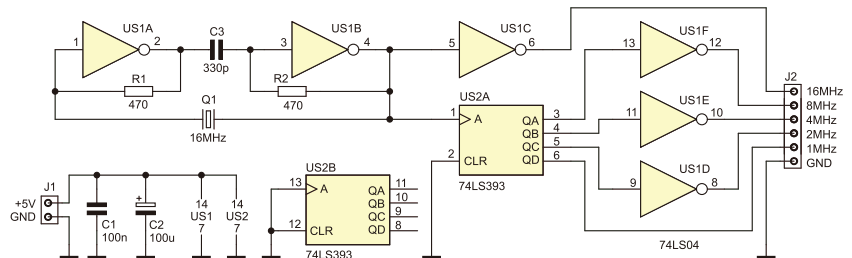 US1A
1
2
C3
330p
US1B
3
4
US1C
5
6
US1F
13
12
R1
470
R2
470
Q1
16MHz
US2A
1
A
2
CLR
QA
3
QB
4
QC
5
QD
6
74LS393
US1E
11
10
US1D
9
8
J2
16MHz
8MHz
4MHz
2MHz
1MHz
GND
J1
+5V
GND
C1
100n
+
C2
100u
14
US1
7
14
US2
7
US2B
13
A
12
CLR
QA
11
QB
10
QC
9
QD
8
74LS393
74LS04